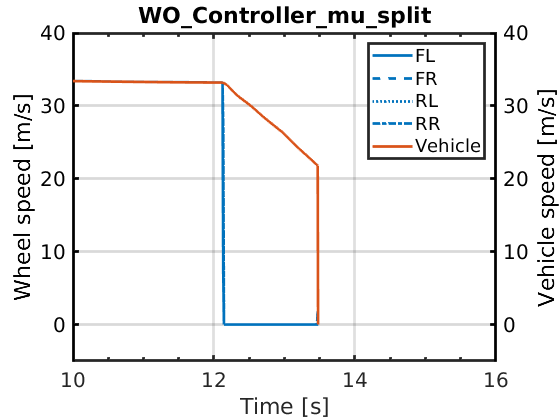 WO_Controller_mu_split
40
30
20
10
0
Wheel speed [m/s]
40
30
20
10
0
Vehicle speed [m/s]
FL
FR
RL
RR
Vehicle
10 12 14 16
Time [s]